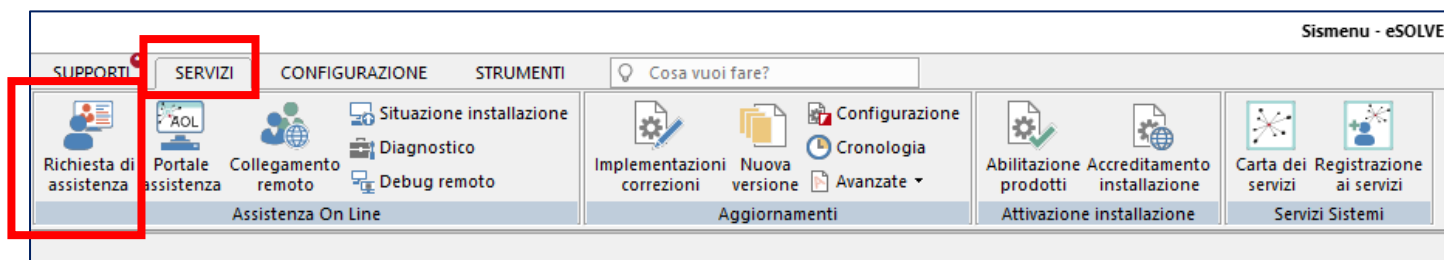 Sismenu - eSOLVE
SUPPORTI SERVIZI CONFIGURAZIONE STRUMENTI Cosa vuoi fare?
AOL
Situazione installazione
Diagnostico
Debug remoto
Richiesta di assistenza
Portale assistenza
Collegamento remoto
Assistenza On Line
Implementazioni correzioni
Nuova versione
Configurazione
Cronologia
Avanzate
Aggiornamenti
Abilitazione prodotti
Accreditamento installazione
Attivazione installazione
Carta dei servizi
Registrazione ai servizi
Servizi Sistemi